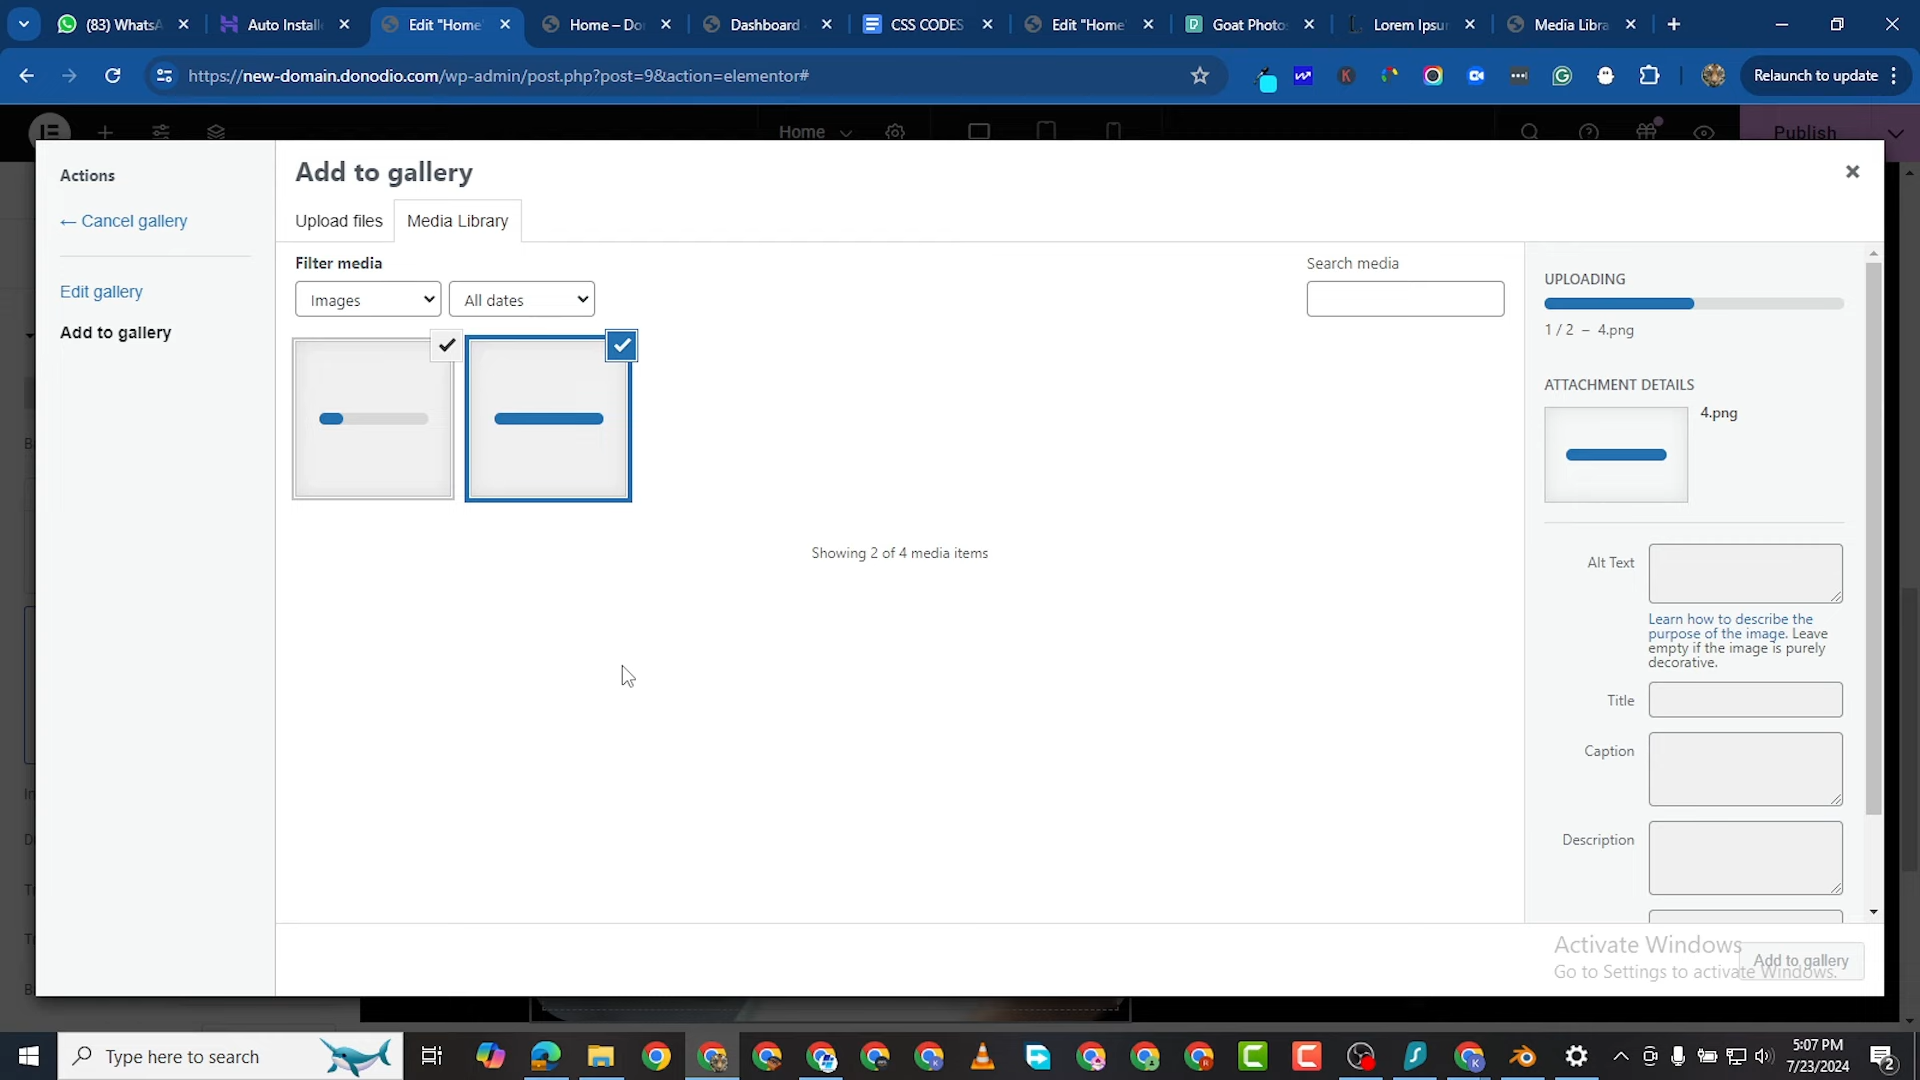 (83) WhatsA
Auto Installe
Edit "Home"
Home – Do
Dashboard
CSS CODES
Edit "Home"
Goat Photos
Lorem Ipsu
Media Libra
https://new-domain.donodio.com/wp-admin/post.php?post=9&action=elementor#
Relaunch to update
Home
Publish
Actions
← Cancel gallery
Edit gallery
Add to gallery
Add to gallery
Upload files
Media Library
Filter media
Images
All dates
Search media
Showing 2 of 4 media items
UPLOADING
1 / 2 – 4.png
ATTACHMENT DETAILS
4.png
Alt Text
Learn how to describe the
purpose of the image. Leave
empty if the image is purely
decorative.
Title
Caption
Description
Activate Windows
Go to Settings to activate Windows.
Add to gallery
Type here to search
5:07 PM
7/23/2024
2